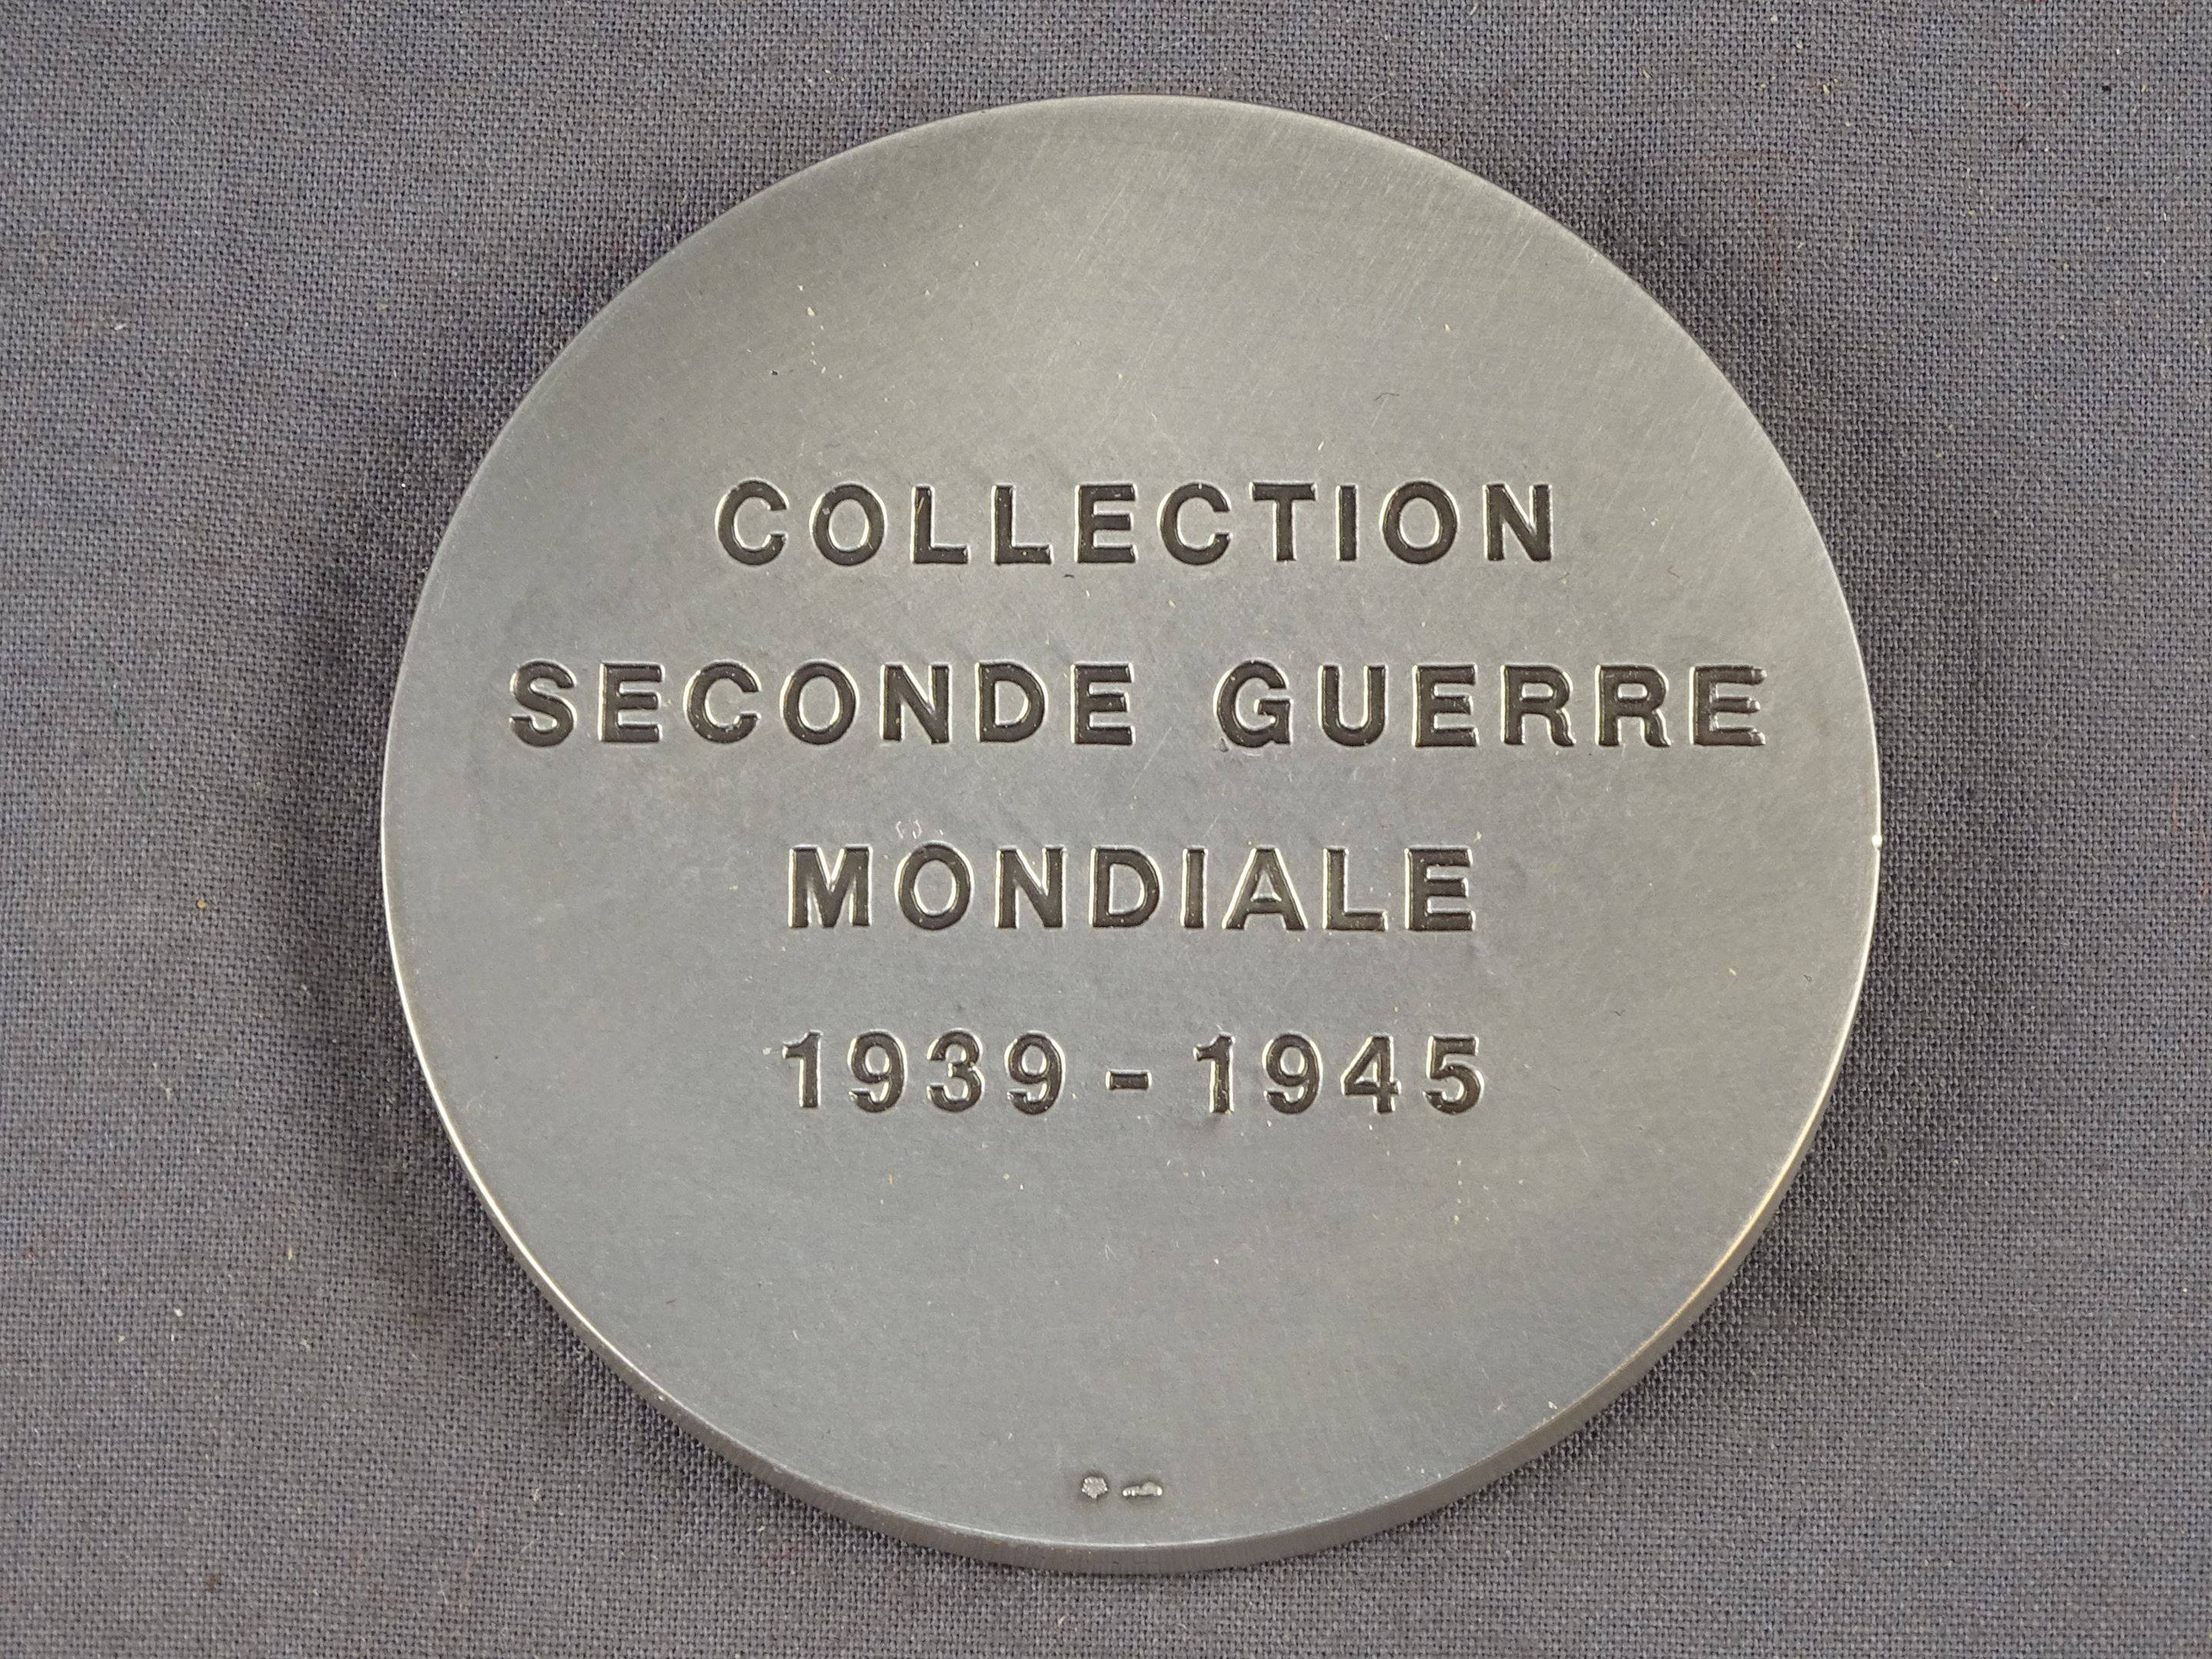 COLLECTION
SECONDE GUERRE
MONDIALE
1939 - 1945